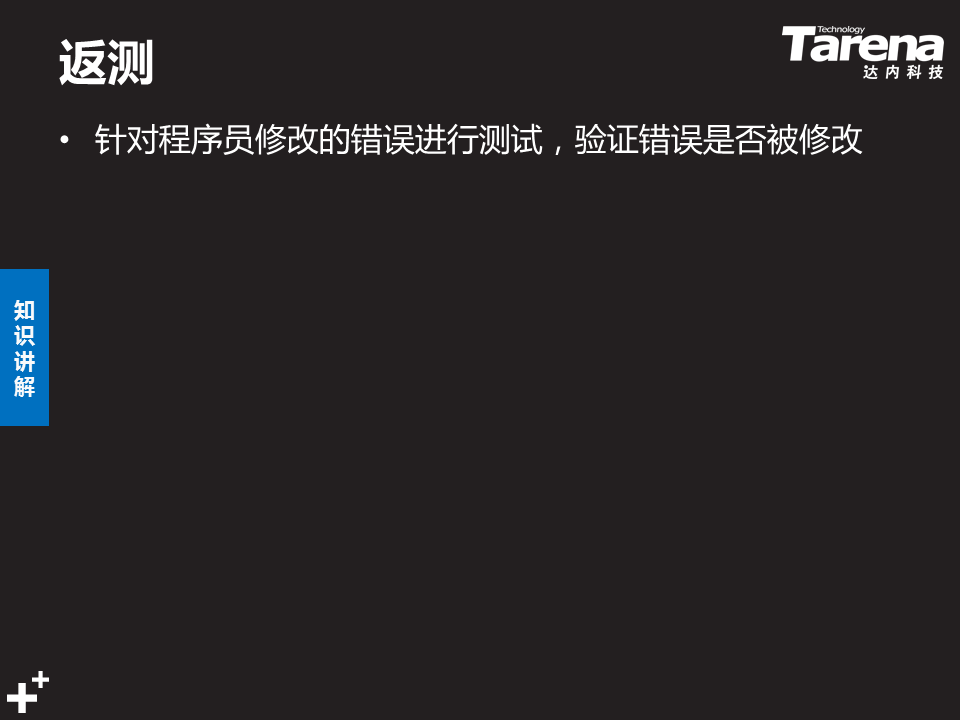 返测
Technology
Tarena
达内科技
• 针对程序员修改的错误进行测试，验证错误是否被修改
知
识
讲
解